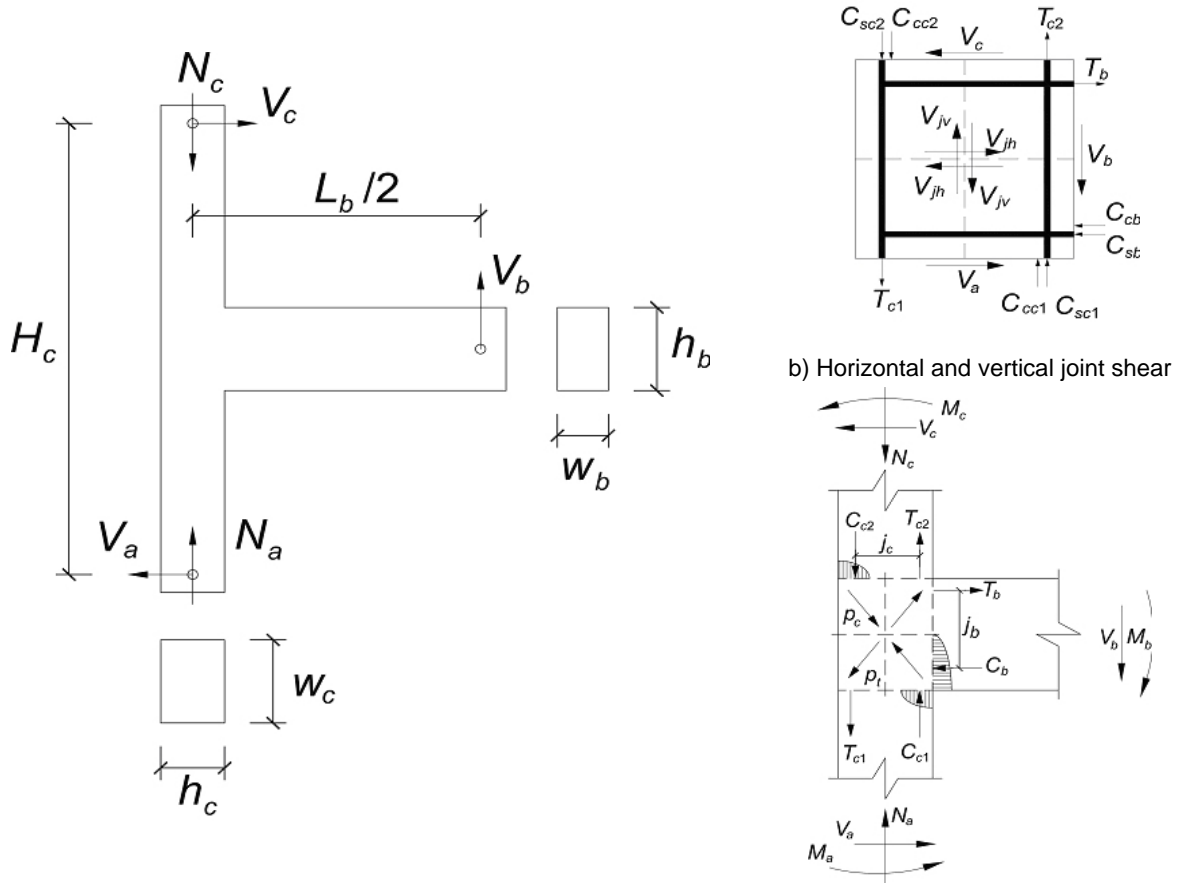 N_c
V_c
L_b /2
V_b
H_c
h_b
w_b
V_a
N_a
w_c
h_c
C_sc2 C_cc2 T_c2
V_c
T_b
V_jv
V_jh
V_b
V_jh
V_jv
C_cb
C_sb
V_a
T_c1 C_cc1 C_sc1
b) Horizontal and vertical joint shear
M_c
V_c
N_c
C_c2 T_c2
j_c
T_b
p_c
j_b
V_b M_b
C_b
p_t
T_c1 C_c1
N_a
V_a
M_a